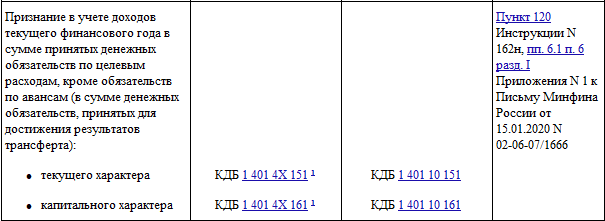 Признание в учете доходов
текущего финансового года в
сумме принятых денежных
обязательств по целевым
расходам, кроме обязательств
по авансам (в сумме денежных
обязательств, принятых для
достижения результатов
трансферта):
• текущего характера
• капитального характера
КДБ 1 401 4X 151 1
КДБ 1 401 4X 161 1
КДБ 1 401 10 151
КДБ 1 401 10 161
Пункт 120
Инструкции N
162н, пп. 6.1 п. 6
разд. I
Приложения N 1 к
Письму Минфина
России от
15.01.2020 N
02-06-07/1666